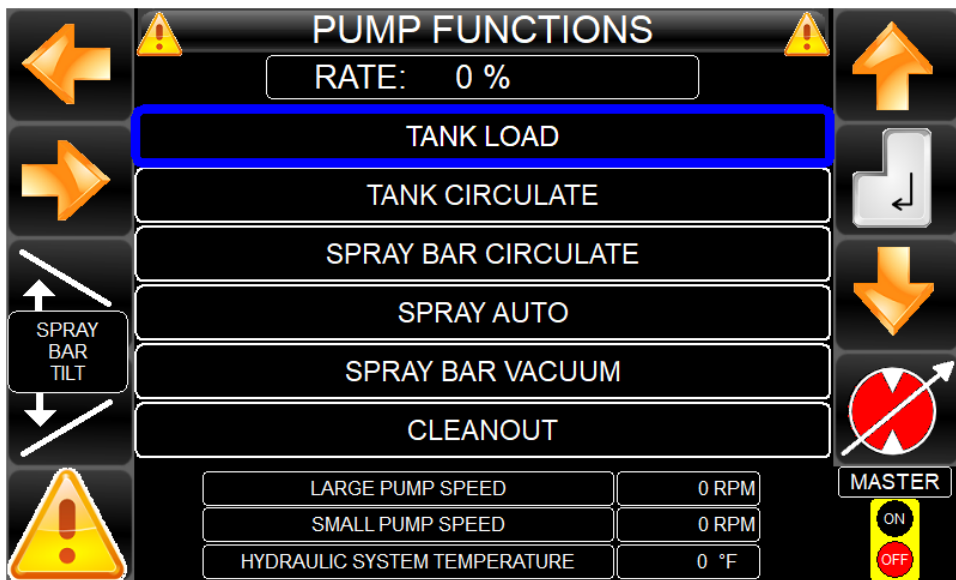 PUMP FUNCTIONS
RATE: 0 %
TANK LOAD
TANK CIRCULATE
SPRAY BAR CIRCULATE
SPRAY AUTO
SPRAY BAR VACUUM
CLEANOUT
SPRAY
BAR
TILT
LARGE PUMP SPEED 0 RPM
SMALL PUMP SPEED 0 RPM
HYDRAULIC SYSTEM TEMPERATURE 0 °F
MASTER
ON
OFF